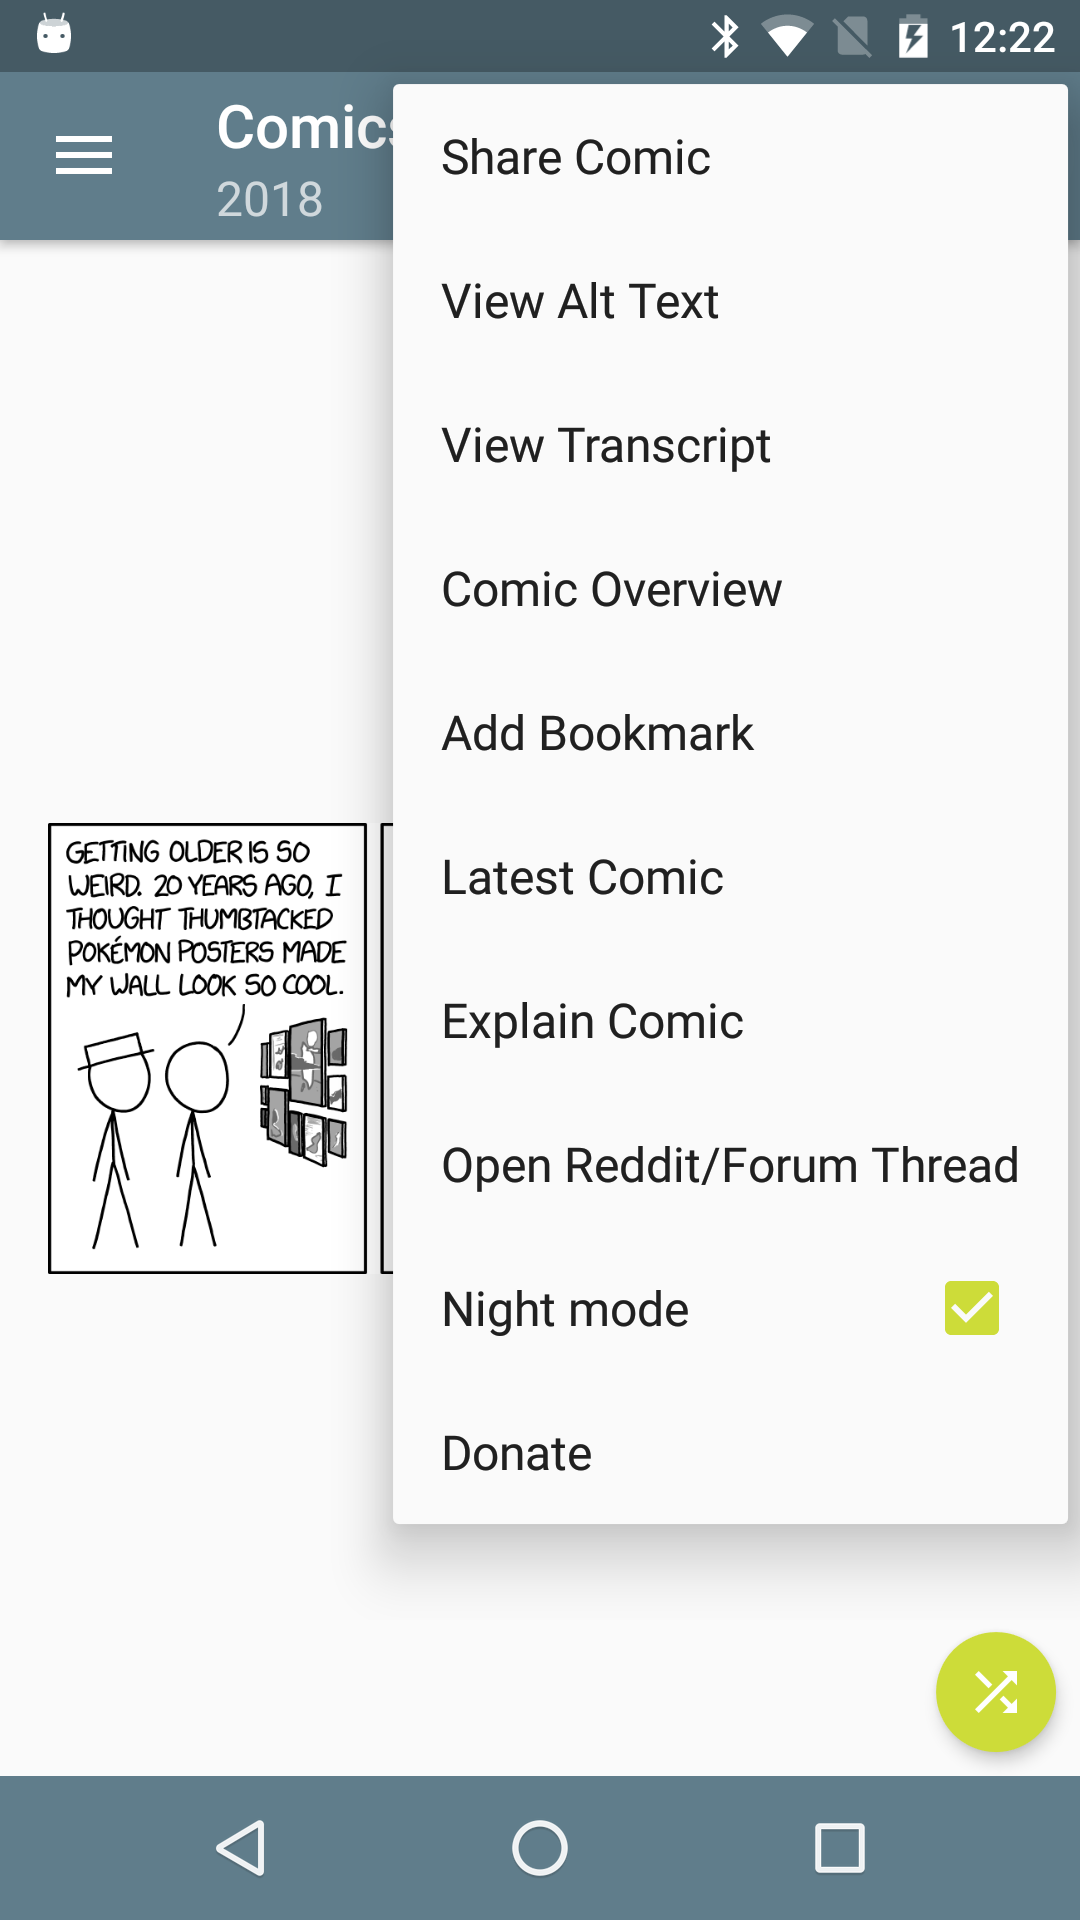 12:22
Comics
2018
Share Comic
View Alt Text
View Transcript
Comic Overview
Add Bookmark
Latest Comic
Explain Comic
Open Reddit/Forum Thread
Night mode
Donate
GETTING OLDER IS SO
WEIRD. 20 YEARS AGO, I
THOUGHT THUMBTACKED
POKÉMON POSTERS MADE
MY WALL LOOK SO COOL.